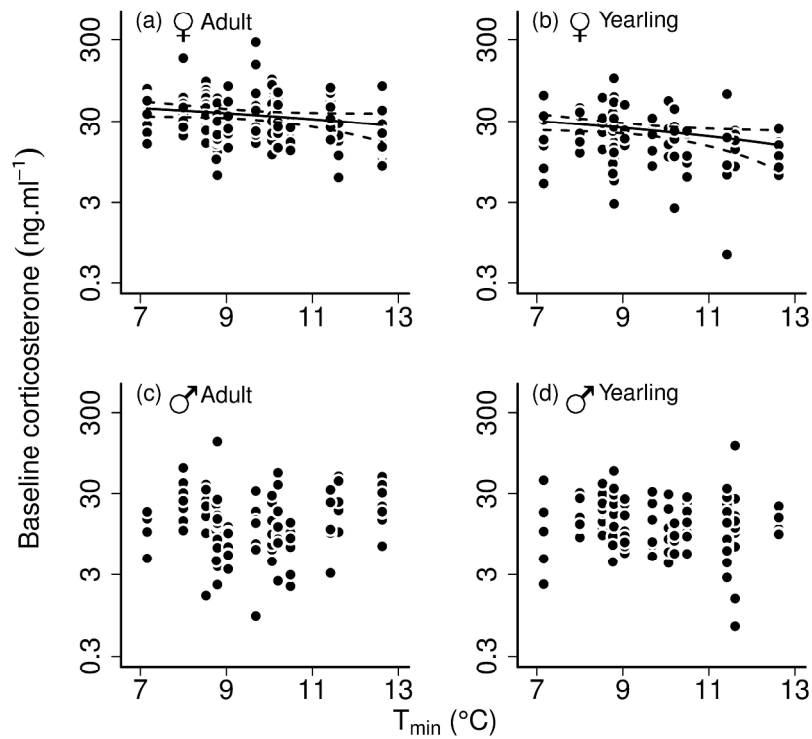 (a) ♀ Adult
(b) ♀ Yearling
300
30
3
0.3
300
30
3
0.3
7 9 11 13
7 9 11 13
Baseline corticosterone (ng.ml⁻¹)
(c) ♂ Adult
(d) ♂ Yearling
300
30
3
0.3
300
30
3
0.3
7 9 11 13
7 9 11 13
Tmin (°C)